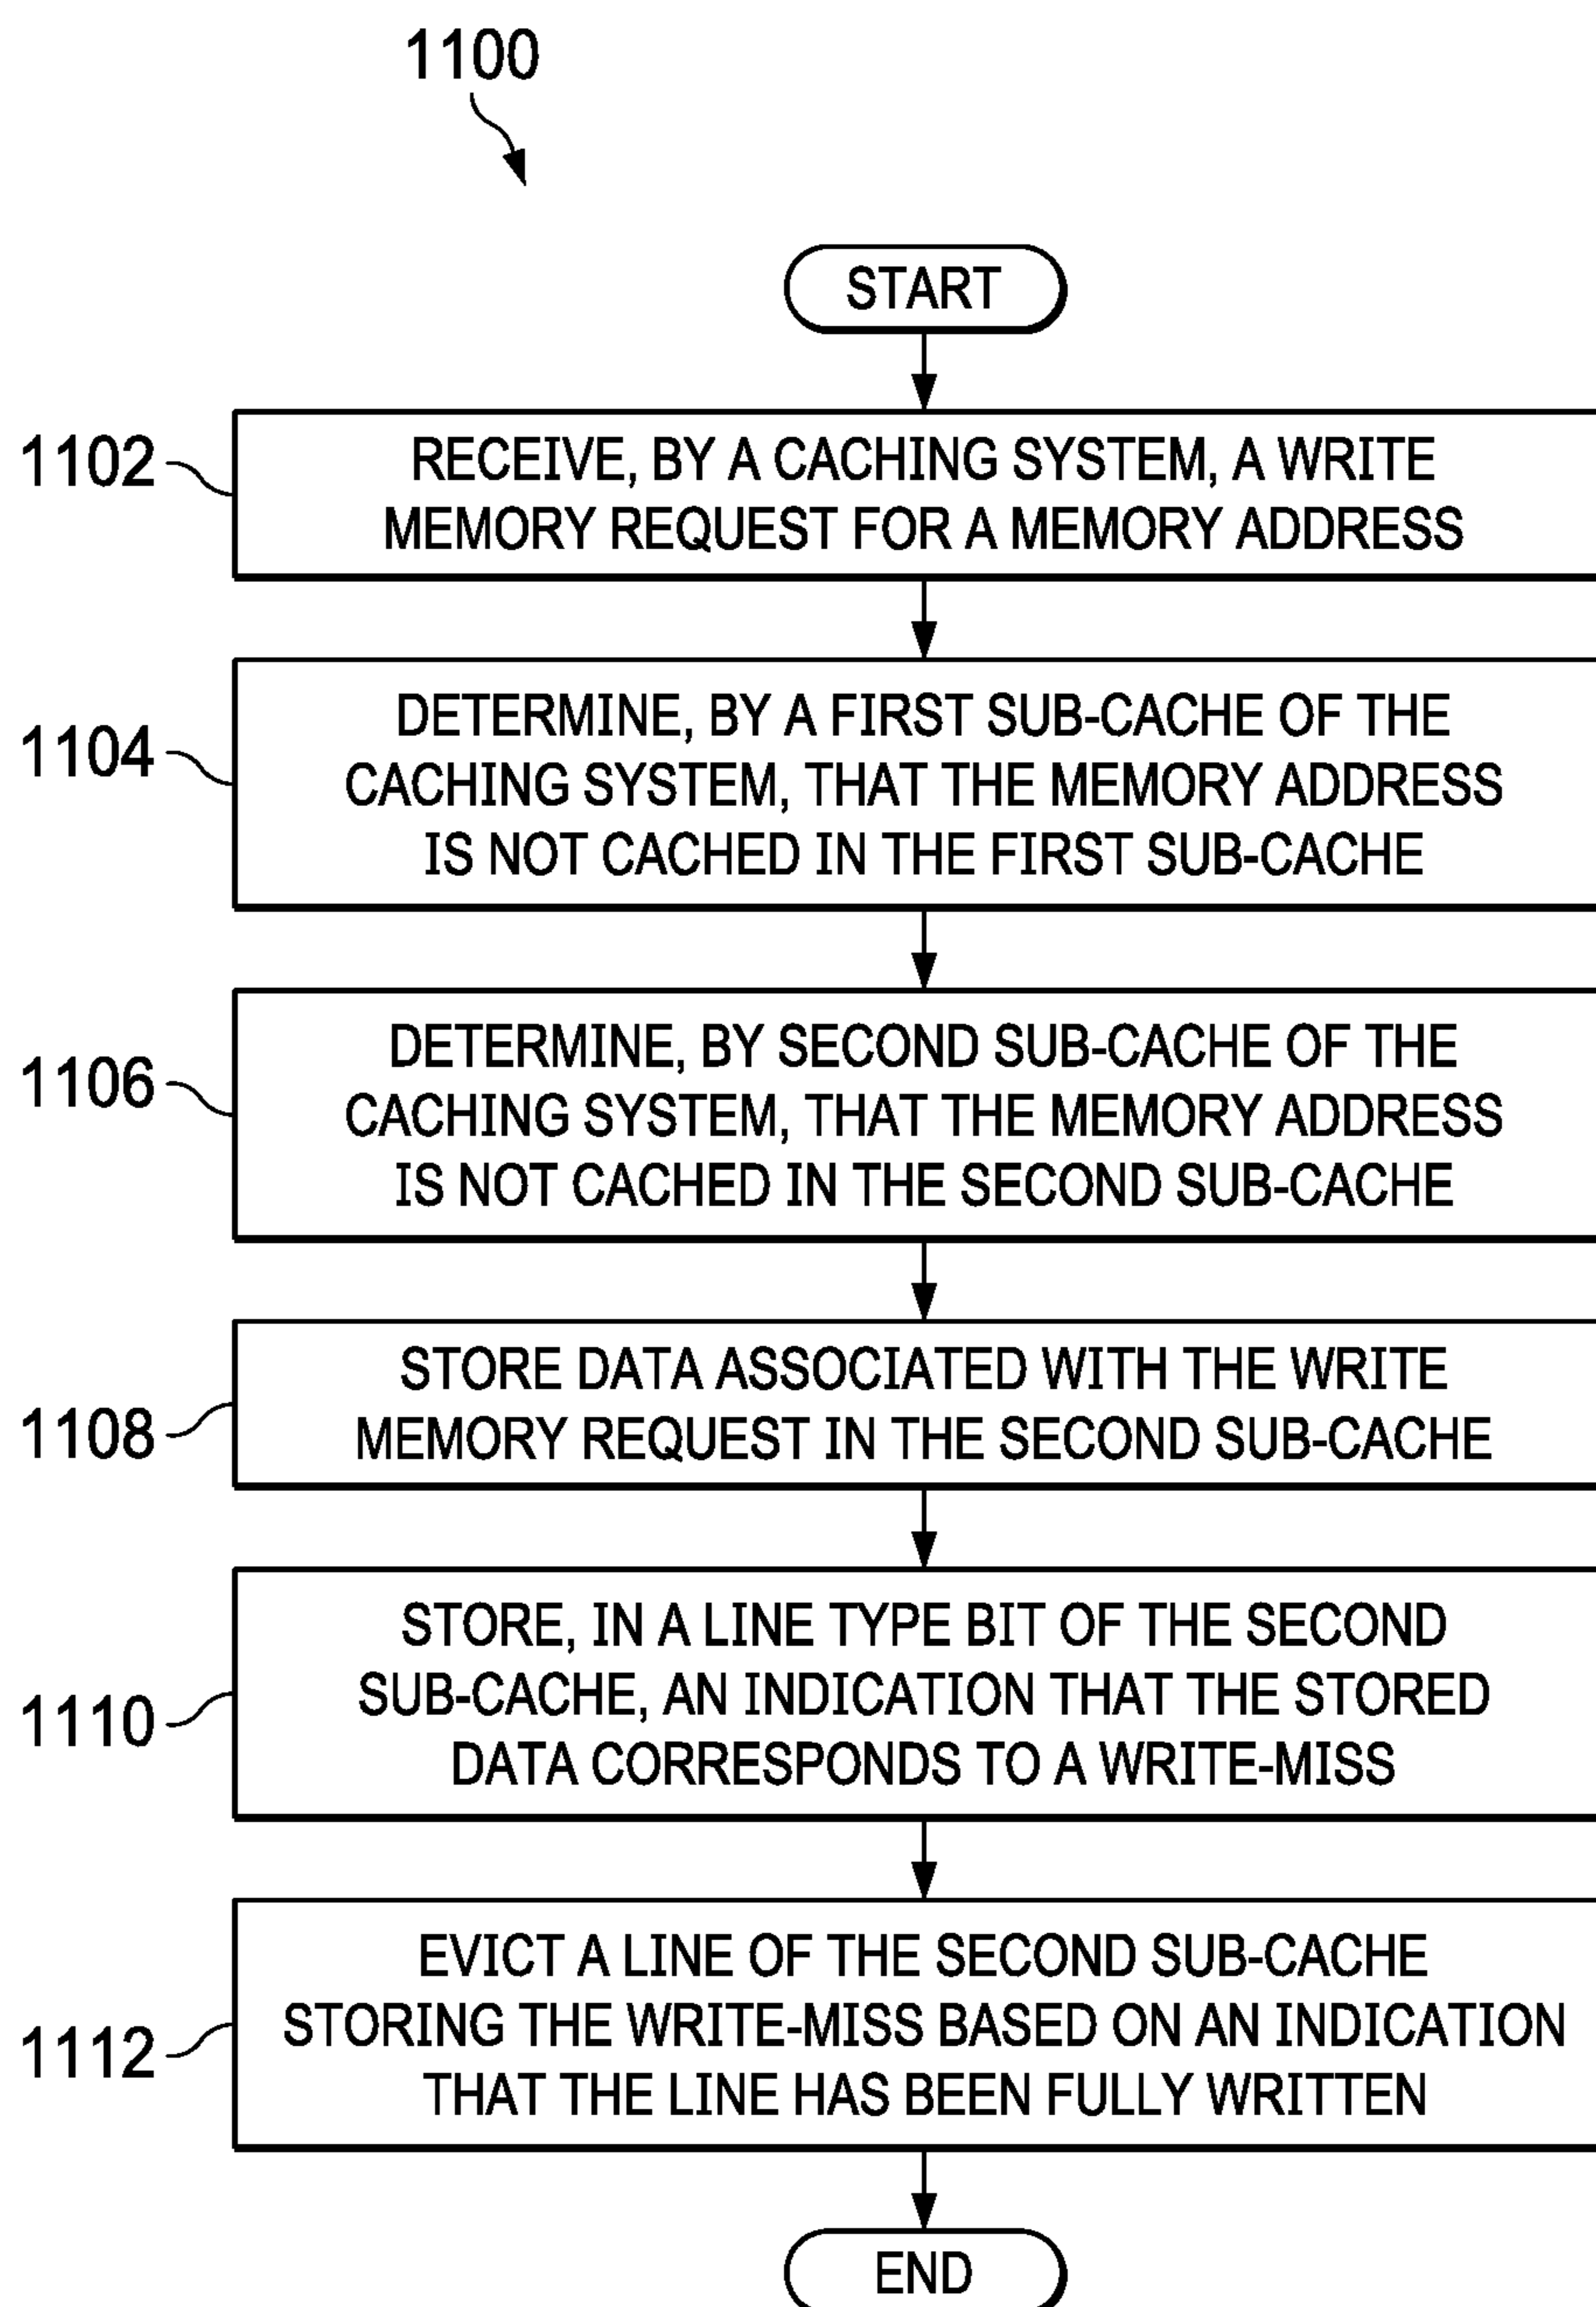 1100
START
1102
RECEIVE, BY A CACHING SYSTEM, A WRITE
MEMORY REQUEST FOR A MEMORY ADDRESS
1104
DETERMINE, BY A FIRST SUB-CACHE OF THE
CACHING SYSTEM, THAT THE MEMORY ADDRESS
IS NOT CACHED IN THE FIRST SUB-CACHE
1106
DETERMINE, BY SECOND SUB-CACHE OF THE
CACHING SYSTEM, THAT THE MEMORY ADDRESS
IS NOT CACHED IN THE SECOND SUB-CACHE
1108
STORE DATA ASSOCIATED WITH THE WRITE
MEMORY REQUEST IN THE SECOND SUB-CACHE
1110
STORE, IN A LINE TYPE BIT OF THE SECOND
SUB-CACHE, AN INDICATION THAT THE STORED
DATA CORRESPONDS TO A WRITE-MISS
1112
EVICT A LINE OF THE SECOND SUB-CACHE
STORING THE WRITE-MISS BASED ON AN INDICATION
THAT THE LINE HAS BEEN FULLY WRITTEN
END